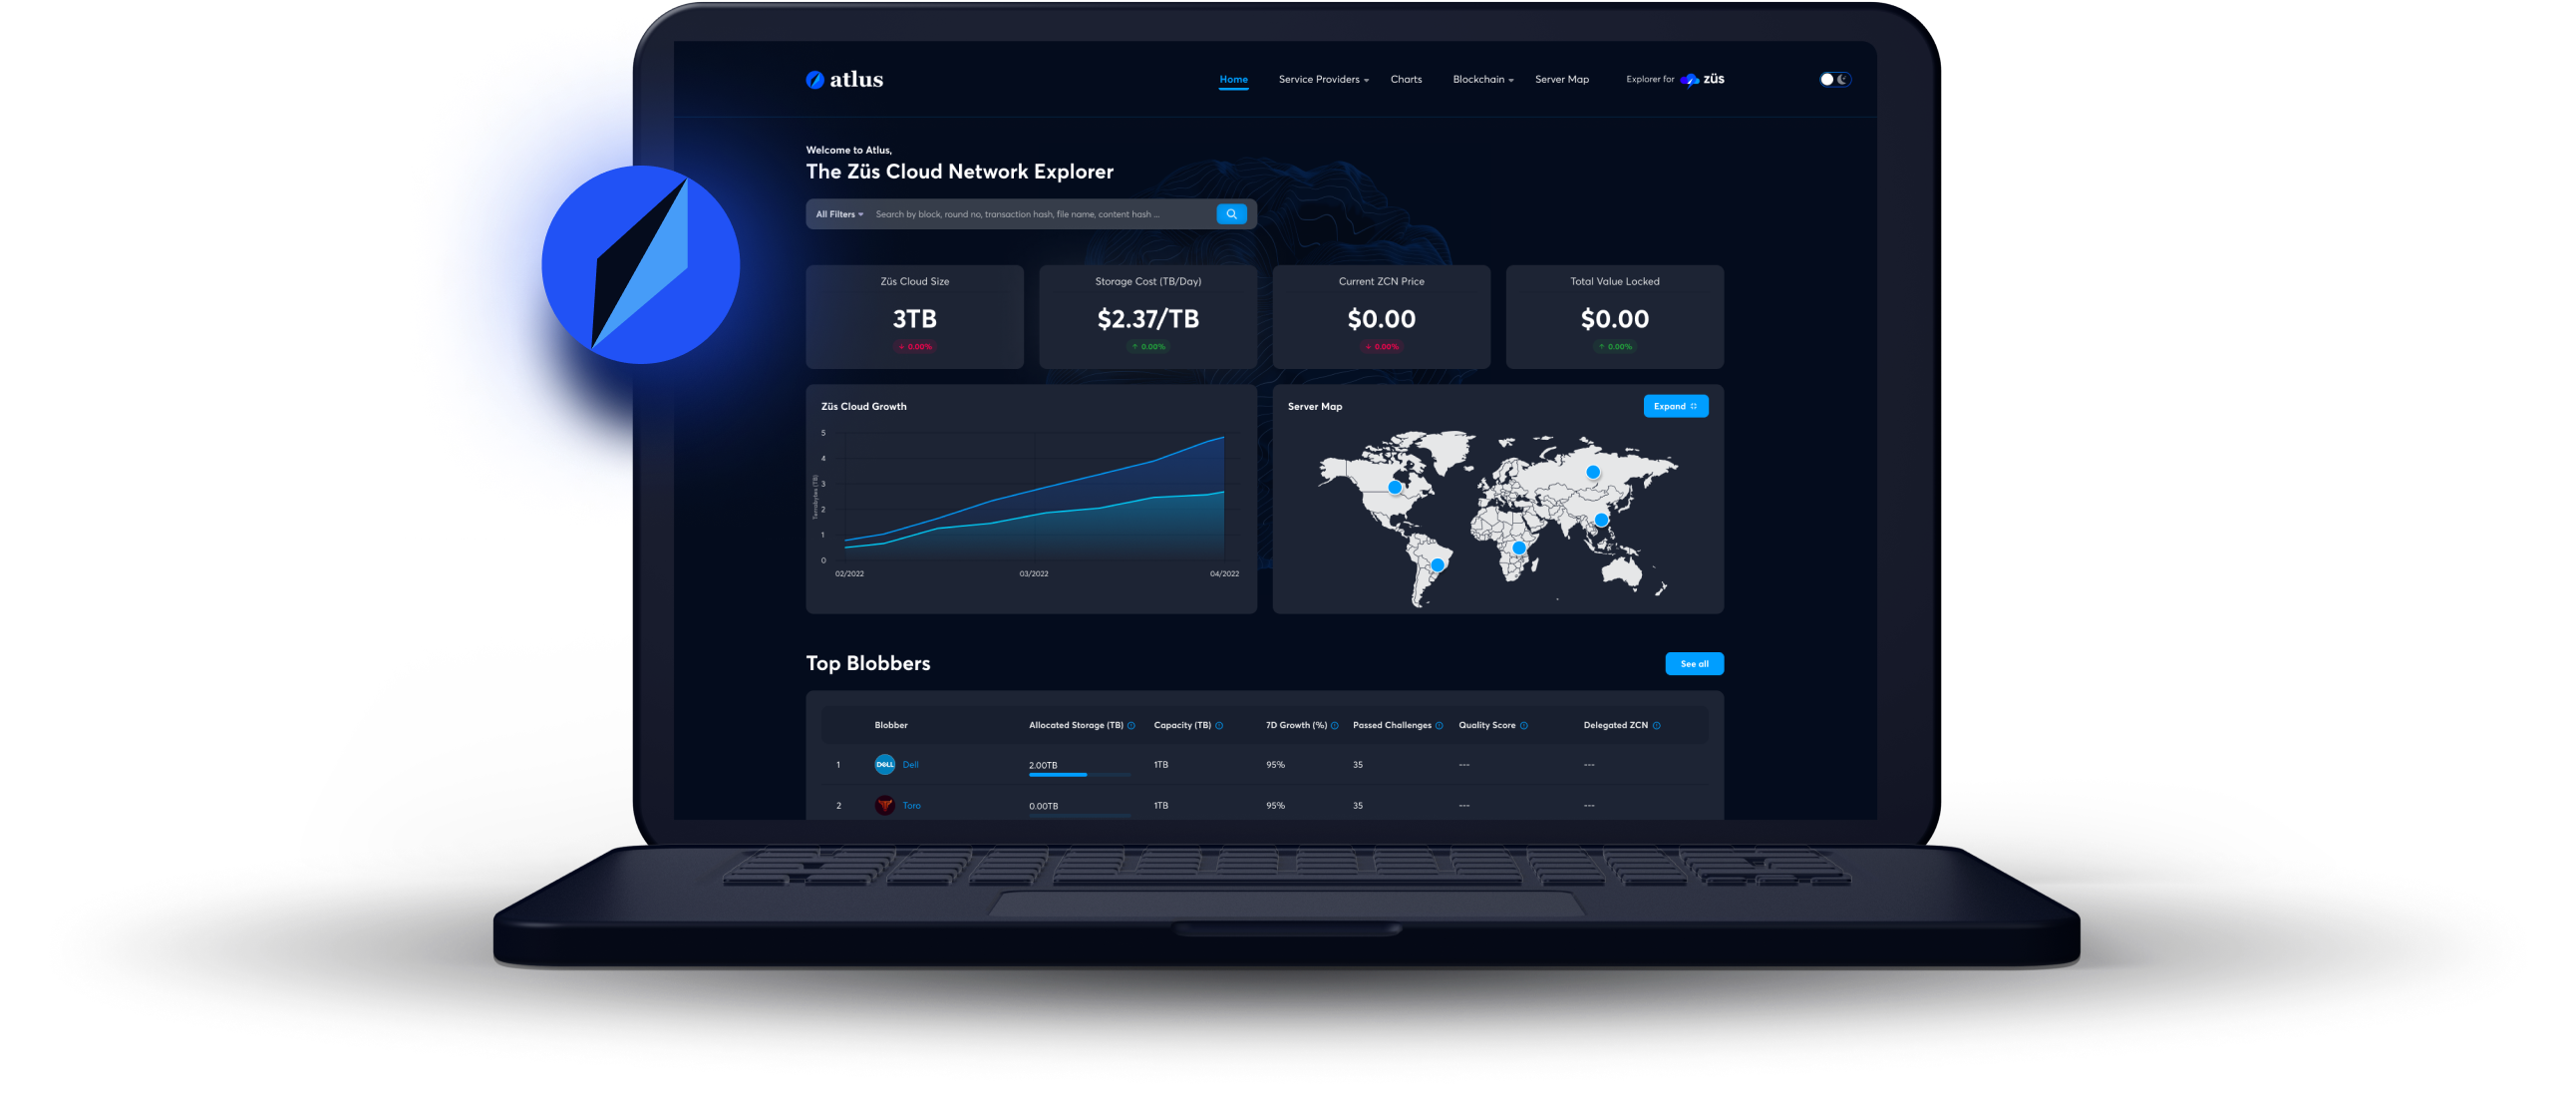 atlus
Home
Service Providers
Charts
Blockchain
Server Map
Explorer for züs
Welcome to Atlus,
The Züs Cloud Network Explorer
All Filters
Search by block, round no, transaction hash, file name, content hash ...
Züs Cloud Size
3TB
0.00%
Storage Cost (TB/Day)
$2.37/TB
0.00%
Current ZCN Price
$0.00
0.00%
Total Value Locked
$0.00
0.00%
Züs Cloud Growth
Terrabytes (TB)
5
4
3
2
1
0
02/2022
03/2022
04/2022
Server Map
Expand
Top Blobbers
See all
Blobber Allocated Storage (TB) Capacity (TB) 7D Growth (%) Passed Challenges Quality Score Delegated ZCN
1 DELL Dell 2.00TB 1TB 95% 35 --- ---
2 Toro 0.00TB 1TB 95% 35 --- ---